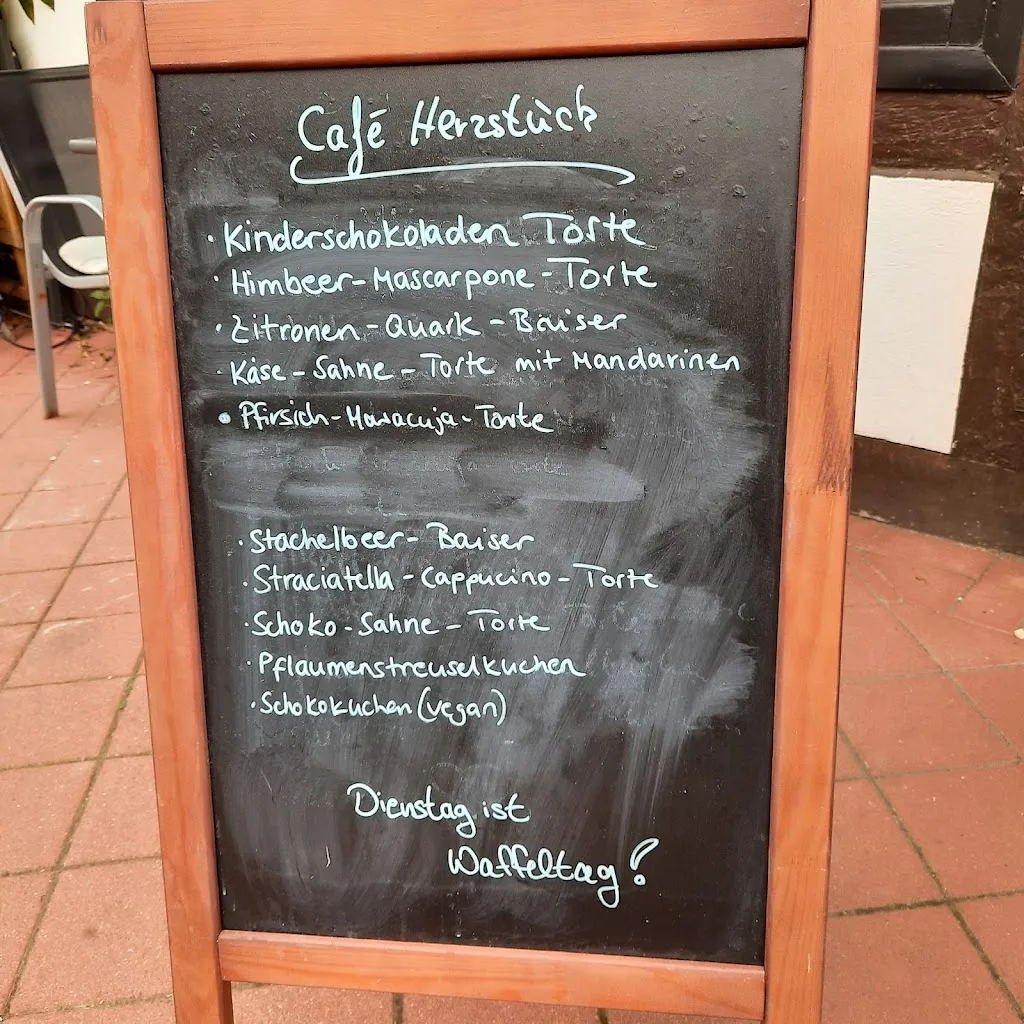 Café Herzstück
· Kinderschokoladen Torte
· Himbeer-Mascarpone-Torte
· Zitronen-Quark-Baiser
· Käse-Sahne-Torte mit Mandarinen
• Pfirsich-Maracuja-Torte
· Stachelbeer-Baiser
· Straciatella-Cappucino-Torte
· Schoko-Sahne-Torte
· Pflaumenstreuselkuchen
· Schokokuchen (vegan)
Dienstag ist
Waffeltag!